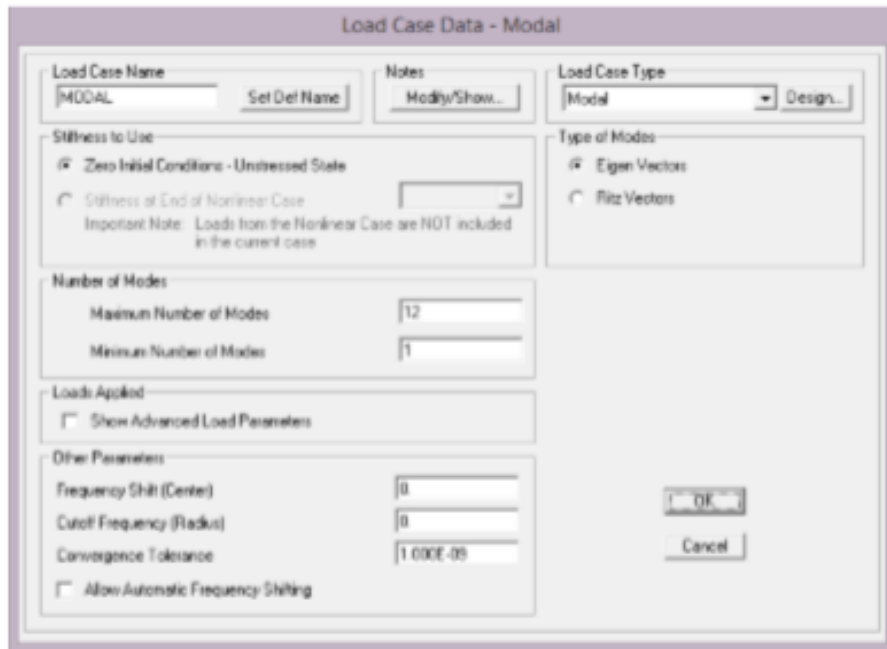 Load Case Data - Modal
Load Case Name
MODAL
Set Def Name
Notes
Modify/Show...
Load Case Type
Modal
Design...
Stiffness to Use
Zero Initial Conditions - Unstressed State
Stiffness at End of Nonlinear Case
Important Note: Loads from the Nonlinear Case are NOT included
in the current case
Type of Modes
Eigen Vectors
Ritz Vectors
Number of Modes
Maximum Number of Modes
12
Minimum Number of Modes
1
Loads Applied
Show Advanced Load Parameters
Other Parameters
Frequency Shift (Center)
0.
Cutoff Frequency (Radius)
0.
Convergence Tolerance
1.000E-09
Allow Automatic Frequency Shifting
OK
Cancel